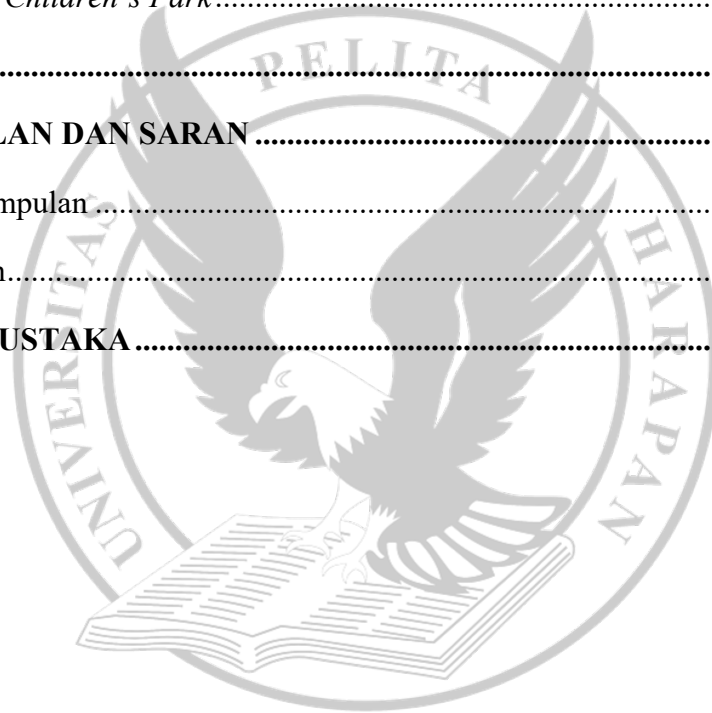 Children's Park........................................................
..............................................................................
LAN DAN SARAN........................................................
mpulan ..............................................................................
n..............................................................................
USTAKA..............................................................................
UNIVERSITAS PELITA HARAPAN